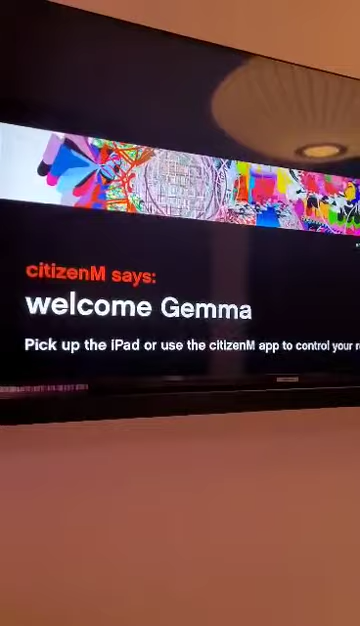 citizenM says:
welcome Gemma
Pick up the iPad or use the citizenM app to control your